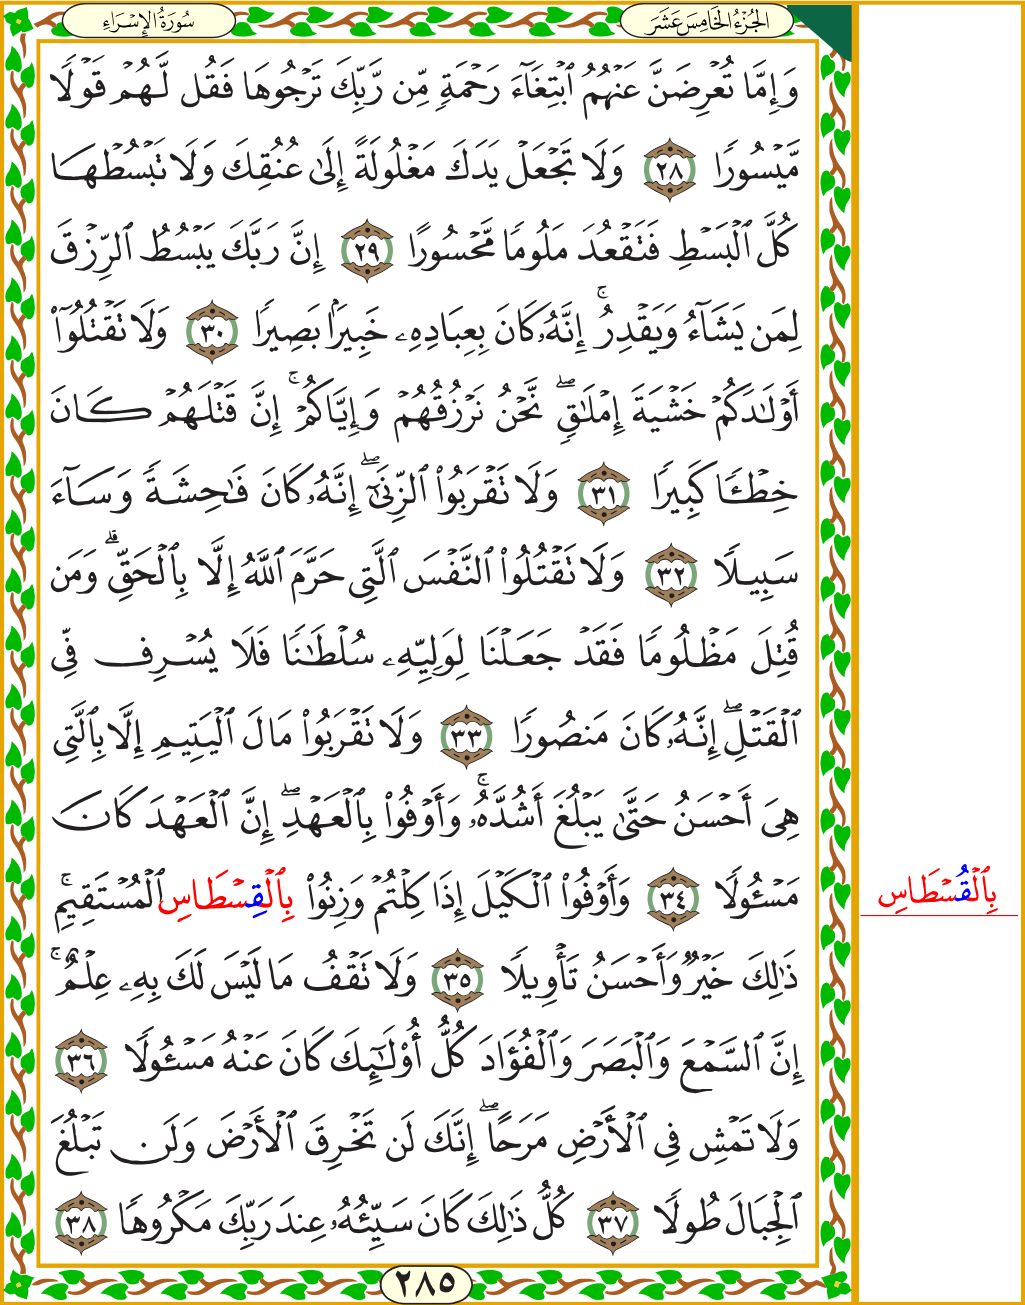 الجُزْءُ الخَامِسَ عَشَرَ
سُورَةُ الإِسْرَاءِ
وَإِمَّا تُعْرِضَنَّ عَنْهُمُ ٱبْتِغَآءَ رَحْمَةٍ مِّن رَّبِّكَ تَرْجُوهَا فَقُل لَّهُمْ قَوْلًا
مَّيْسُورًا ٢٨ وَلَا تَجْعَلْ يَدَكَ مَغْلُولَةً إِلَىٰ عُنُقِكَ وَلَا تَبْسُطْهَا
كُلَّ ٱلْبَسْطِ فَتَقْعُدَ مَلُومًا مَّحْسُورًا ٢٩ إِنَّ رَبَّكَ يَبْسُطُ ٱلرِّزْقَ
لِمَن يَشَآءُ وَيَقْدِرُ ۚ إِنَّهُۥ كَانَ بِعِبَادِهِۦ خَبِيرًۢا بَصِيرًا ٣٠ وَلَا تَقْتُلُوٓا۟
أَوْلَـٰدَكُمْ خَشْيَةَ إِمْلَـٰقٍ ۖ نَّحْنُ نَرْزُقُهُمْ وَإِيَّاكُمْ ۚ إِنَّ قَتْلَهُمْ كَانَ
خِطْـًٔا كَبِيرًا ٣١ وَلَا تَقْرَبُوا۟ ٱلزِّنَىٰٓ ۖ إِنَّهُۥ كَانَ فَـٰحِشَةً وَسَآءَ
سَبِيلًا ٣٢ وَلَا تَقْتُلُوا۟ ٱلنَّفْسَ ٱلَّتِى حَرَّمَ ٱللَّهُ إِلَّا بِٱلْحَقِّ ۗ وَمَن
قُتِلَ مَظْلُومًا فَقَدْ جَعَلْنَا لِوَلِيِّهِۦ سُلْطَـٰنًا فَلَا يُسْرِف فِّى
ٱلْقَتْلِ ۖ إِنَّهُۥ كَانَ مَنصُورًا ٣٣ وَلَا تَقْرَبُوا۟ مَالَ ٱلْيَتِيمِ إِلَّا بِٱلَّتِى
هِىَ أَحْسَنُ حَتَّىٰ يَبْلُغَ أَشُدَّهُۥ ۚ وَأَوْفُوا۟ بِٱلْعَهْدِ ۖ إِنَّ ٱلْعَهْدَ كَانَ
مَسْـُٔولًا ٣٤ وَأَوْفُوا۟ ٱلْكَيْلَ إِذَا كِلْتُمْ وَزِنُوا۟ بِٱلْقِسْطَاسِ ٱلْمُسْتَقِيمِ ۚ
بِٱلْقُسْطَاسِ
ذَٰلِكَ خَيْرٌ وَأَحْسَنُ تَأْوِيلًا ٣٥ وَلَا تَقْفُ مَا لَيْسَ لَكَ بِهِۦ عِلْمٌ ۚ
إِنَّ ٱلسَّمْعَ وَٱلْبَصَرَ وَٱلْفُؤَادَ كُلُّ أُو۟لَـٰٓئِكَ كَانَ عَنْهُ مَسْـُٔولًا ٣٦
وَلَا تَمْشِ فِى ٱلْأَرْضِ مَرَحًا ۖ إِنَّكَ لَن تَخْرِقَ ٱلْأَرْضَ وَلَن تَبْلُغَ
ٱلْجِبَالَ طُولًا ٣٧ كُلُّ ذَٰلِكَ كَانَ سَيِّئُهُۥ عِندَ رَبِّكَ مَكْرُوهًا ٣٨
٢٨٥